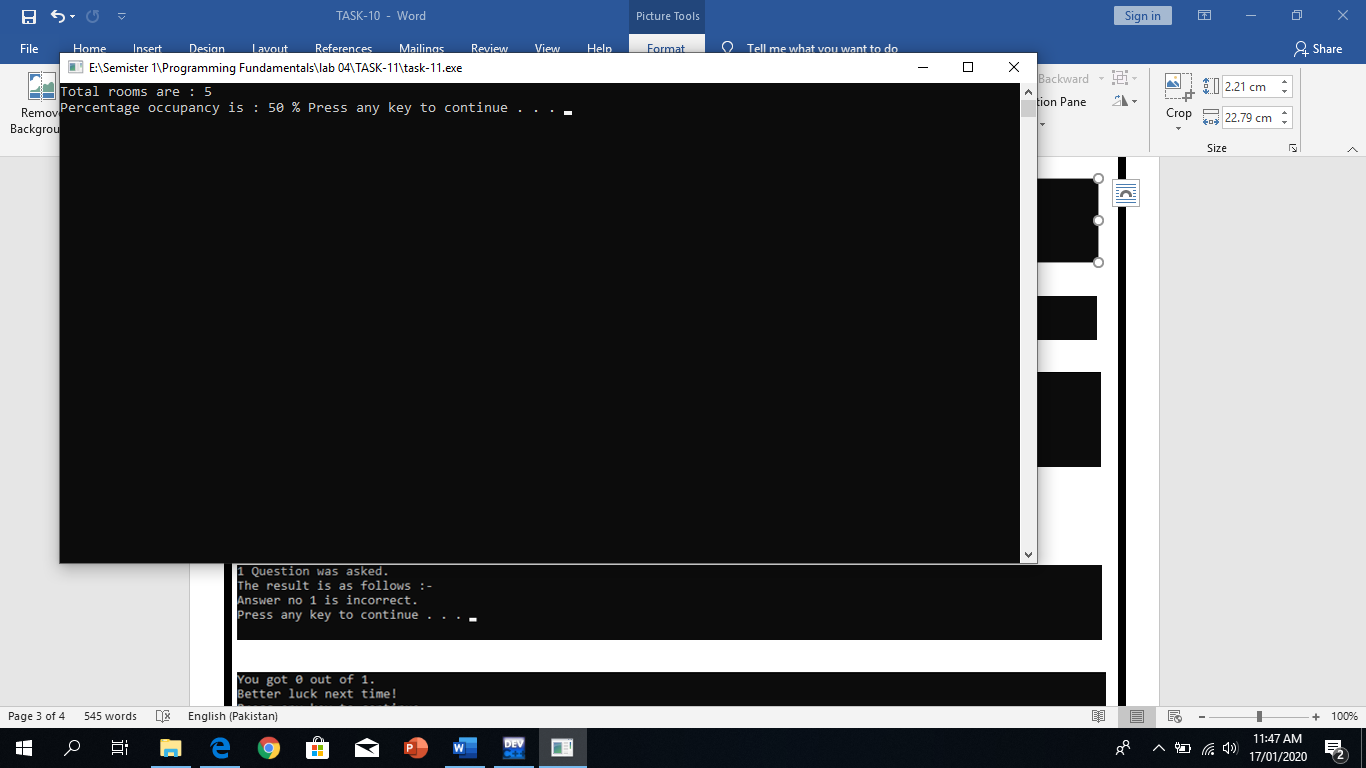 TASK-10 - Word
Picture Tools
Sign in
File Home Insert Design Layout References Mailings Review View Help Format Tell me what you want to do Share
E:\Semister 1\Programming Fundamentals\lab 04\TASK-11\task-11.exe
Total rooms are : 5
Percentage occupancy is : 50 % Press any key to continue . . .
Remov
Backgrou
Backward
tion Pane
Crop
2.21 cm
22.79 cm
Size
1 Question was asked.
The result is as follows :-
Answer no 1 is incorrect.
Press any key to continue . . .
You got 0 out of 1.
Better luck next time!
Page 3 of 4 545 words English (Pakistan) 100%
DEV
11:47 AM
17/01/2020
2